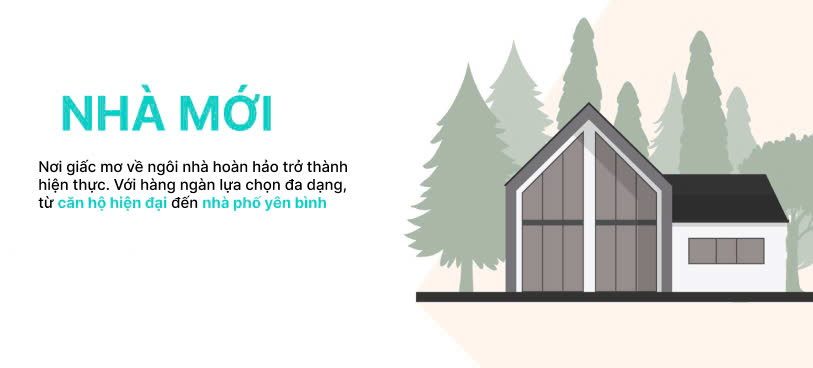 NHÀ MỚI
Nơi giấc mơ về ngôi nhà hoàn hảo trở thành
hiện thực. Với hàng ngàn lựa chọn đa dạng,
từ căn hộ hiện đại đến nhà phố yên bình